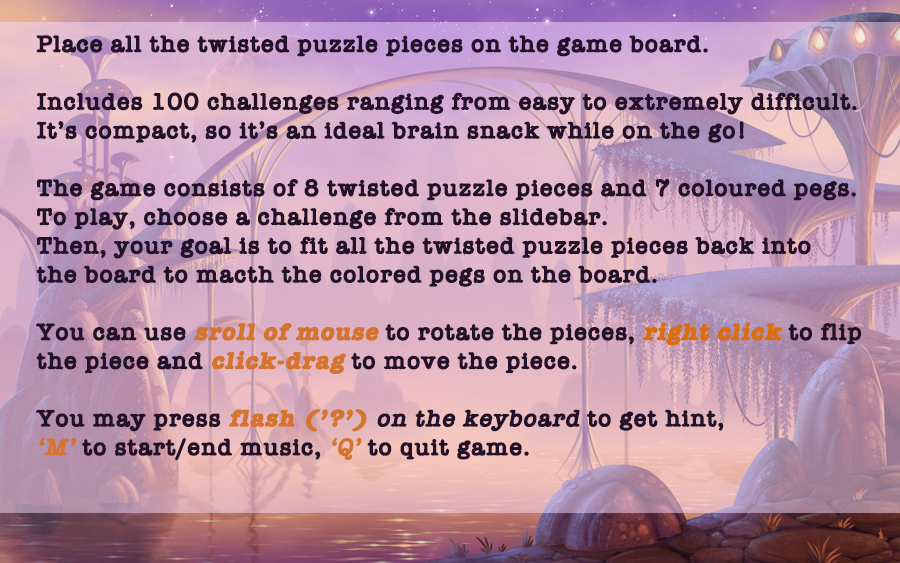 Place all the twisted puzzle pieces on the game board.
Includes 100 challenges ranging from easy to extremely difficult.
It's compact, so it's an ideal brain snack while on the go!
The game consists of 8 twisted puzzle pieces and 7 coloured pegs.
To play, choose a challenge from the slidebar.
Then, your goal is to fit all the twisted puzzle pieces back into
the board to macth the colored pegs on the board.
You can use sroll of mouse to rotate the pieces, right click to flip
the piece and click-drag to move the piece.
You may press flash ('?') on the keyboard to get hint,
'M' to start/end music, 'Q' to quit game.